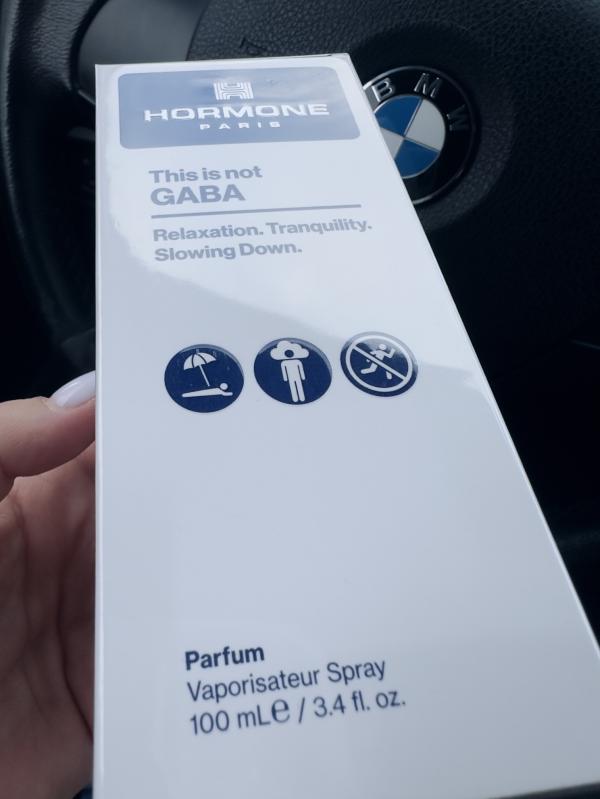 HORMONE
PARIS
This is not
GABA
Relaxation. Tranquility.
Slowing Down.
Parfum
Vaporisateur Spray
100 mL℮ / 3.4 fl. oz.
BMW